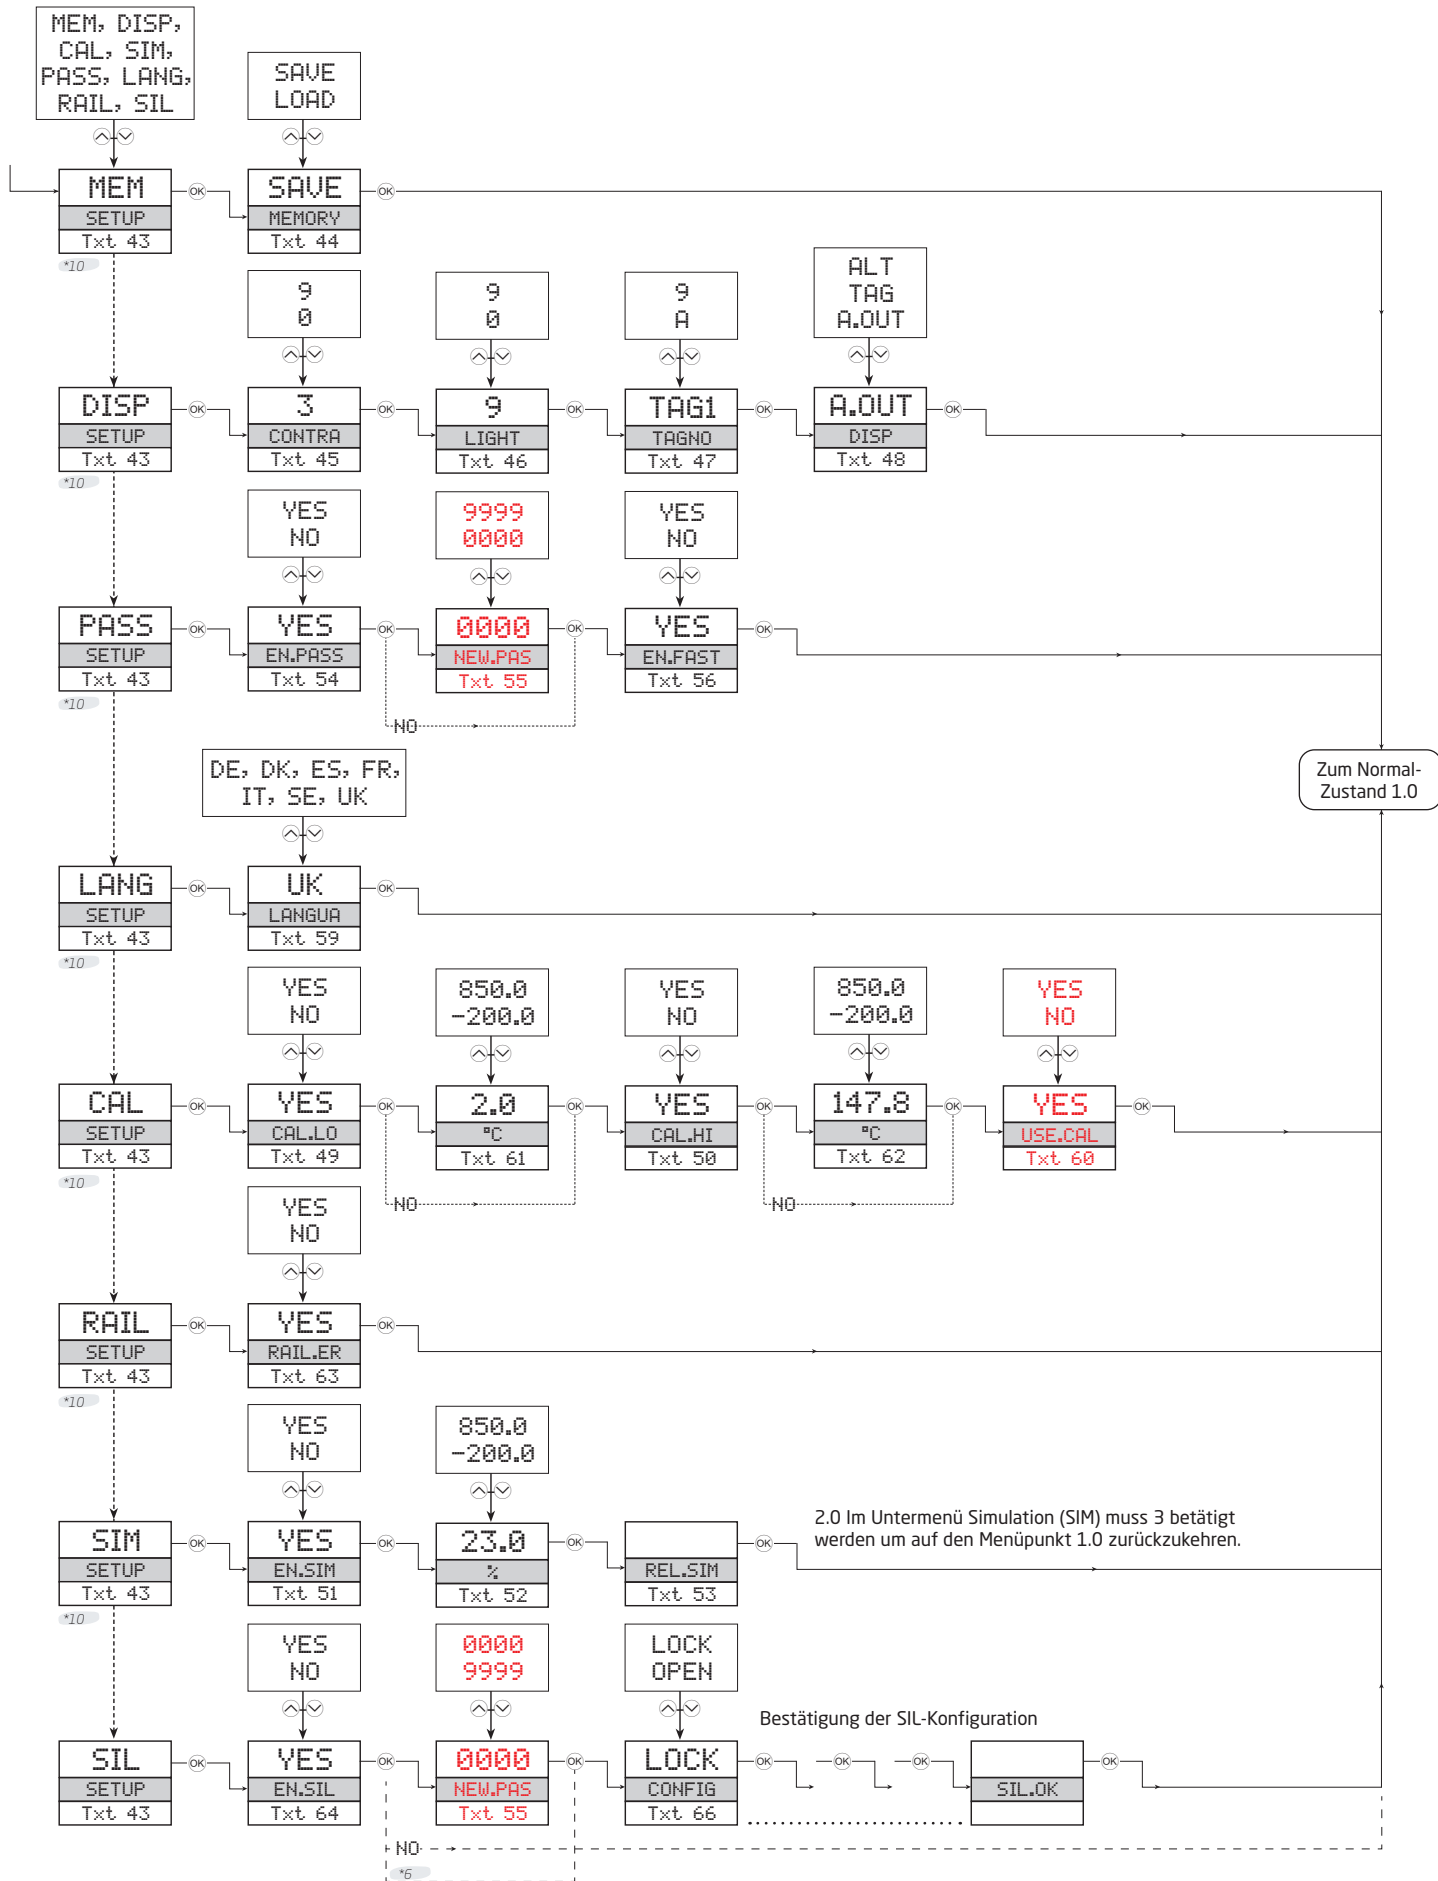 MEM, DISP,
CAL, SIM,
PASS, LANG,
RAIL, SIL
SAVE
LOAD
MEM
SETUP
Txt 43
*10
OK
SAVE
MEMORY
Txt 44
OK
9
0
9
0
9
A
ALT
TAG
A.OUT
DISP
SETUP
Txt 43
*10
OK
3
CONTRA
Txt 45
OK
9
LIGHT
Txt 46
OK
TAG1
TAGNO
Txt 47
OK
A.OUT
DISP
Txt 48
OK
YES
NO
9999
0000
YES
NO
PASS
SETUP
Txt 43
*10
OK
YES
EN.PASS
Txt 54
OK
NO
0000
NEW.PAS
Txt 55
OK
YES
EN.FAST
Txt 56
OK
Zum Normal-
Zustand 1.0
DE, DK, ES, FR,
IT, SE, UK
LANG
SETUP
Txt 43
*10
OK
UK
LANGUA
Txt 59
OK
YES
NO
850.0
-200.0
YES
NO
850.0
-200.0
YES
NO
CAL
SETUP
Txt 43
*10
OK
YES
CAL.LO
Txt 49
OK
NO
2.0
°C
Txt 61
OK
YES
CAL.HI
Txt 50
OK
NO
147.8
°C
Txt 62
OK
YES
USE.CAL
Txt 60
OK
YES
NO
RAIL
SETUP
Txt 43
*10
OK
YES
RAIL.ER
Txt 63
OK
YES
NO
850.0
-200.0
SIM
SETUP
Txt 43
*10
OK
YES
EN.SIM
Txt 51
OK
23.0
%
Txt 52
OK
REL.SIM
Txt 53
OK
2.0 Im Untermenü Simulation (SIM) muss 3 betätigt
werden um auf den Menüpunkt 1.0 zurückzukehren.
YES
NO
0000
9999
LOCK
OPEN
Bestätigung der SIL-Konfiguration
SIL
SETUP
Txt 43
OK
YES
EN.SIL
Txt 64
OK
NO
*6
0000
NEW.PAS
Txt 55
OK
LOCK
CONFIG
Txt 66
OK
OK
OK
SIL.OK
OK